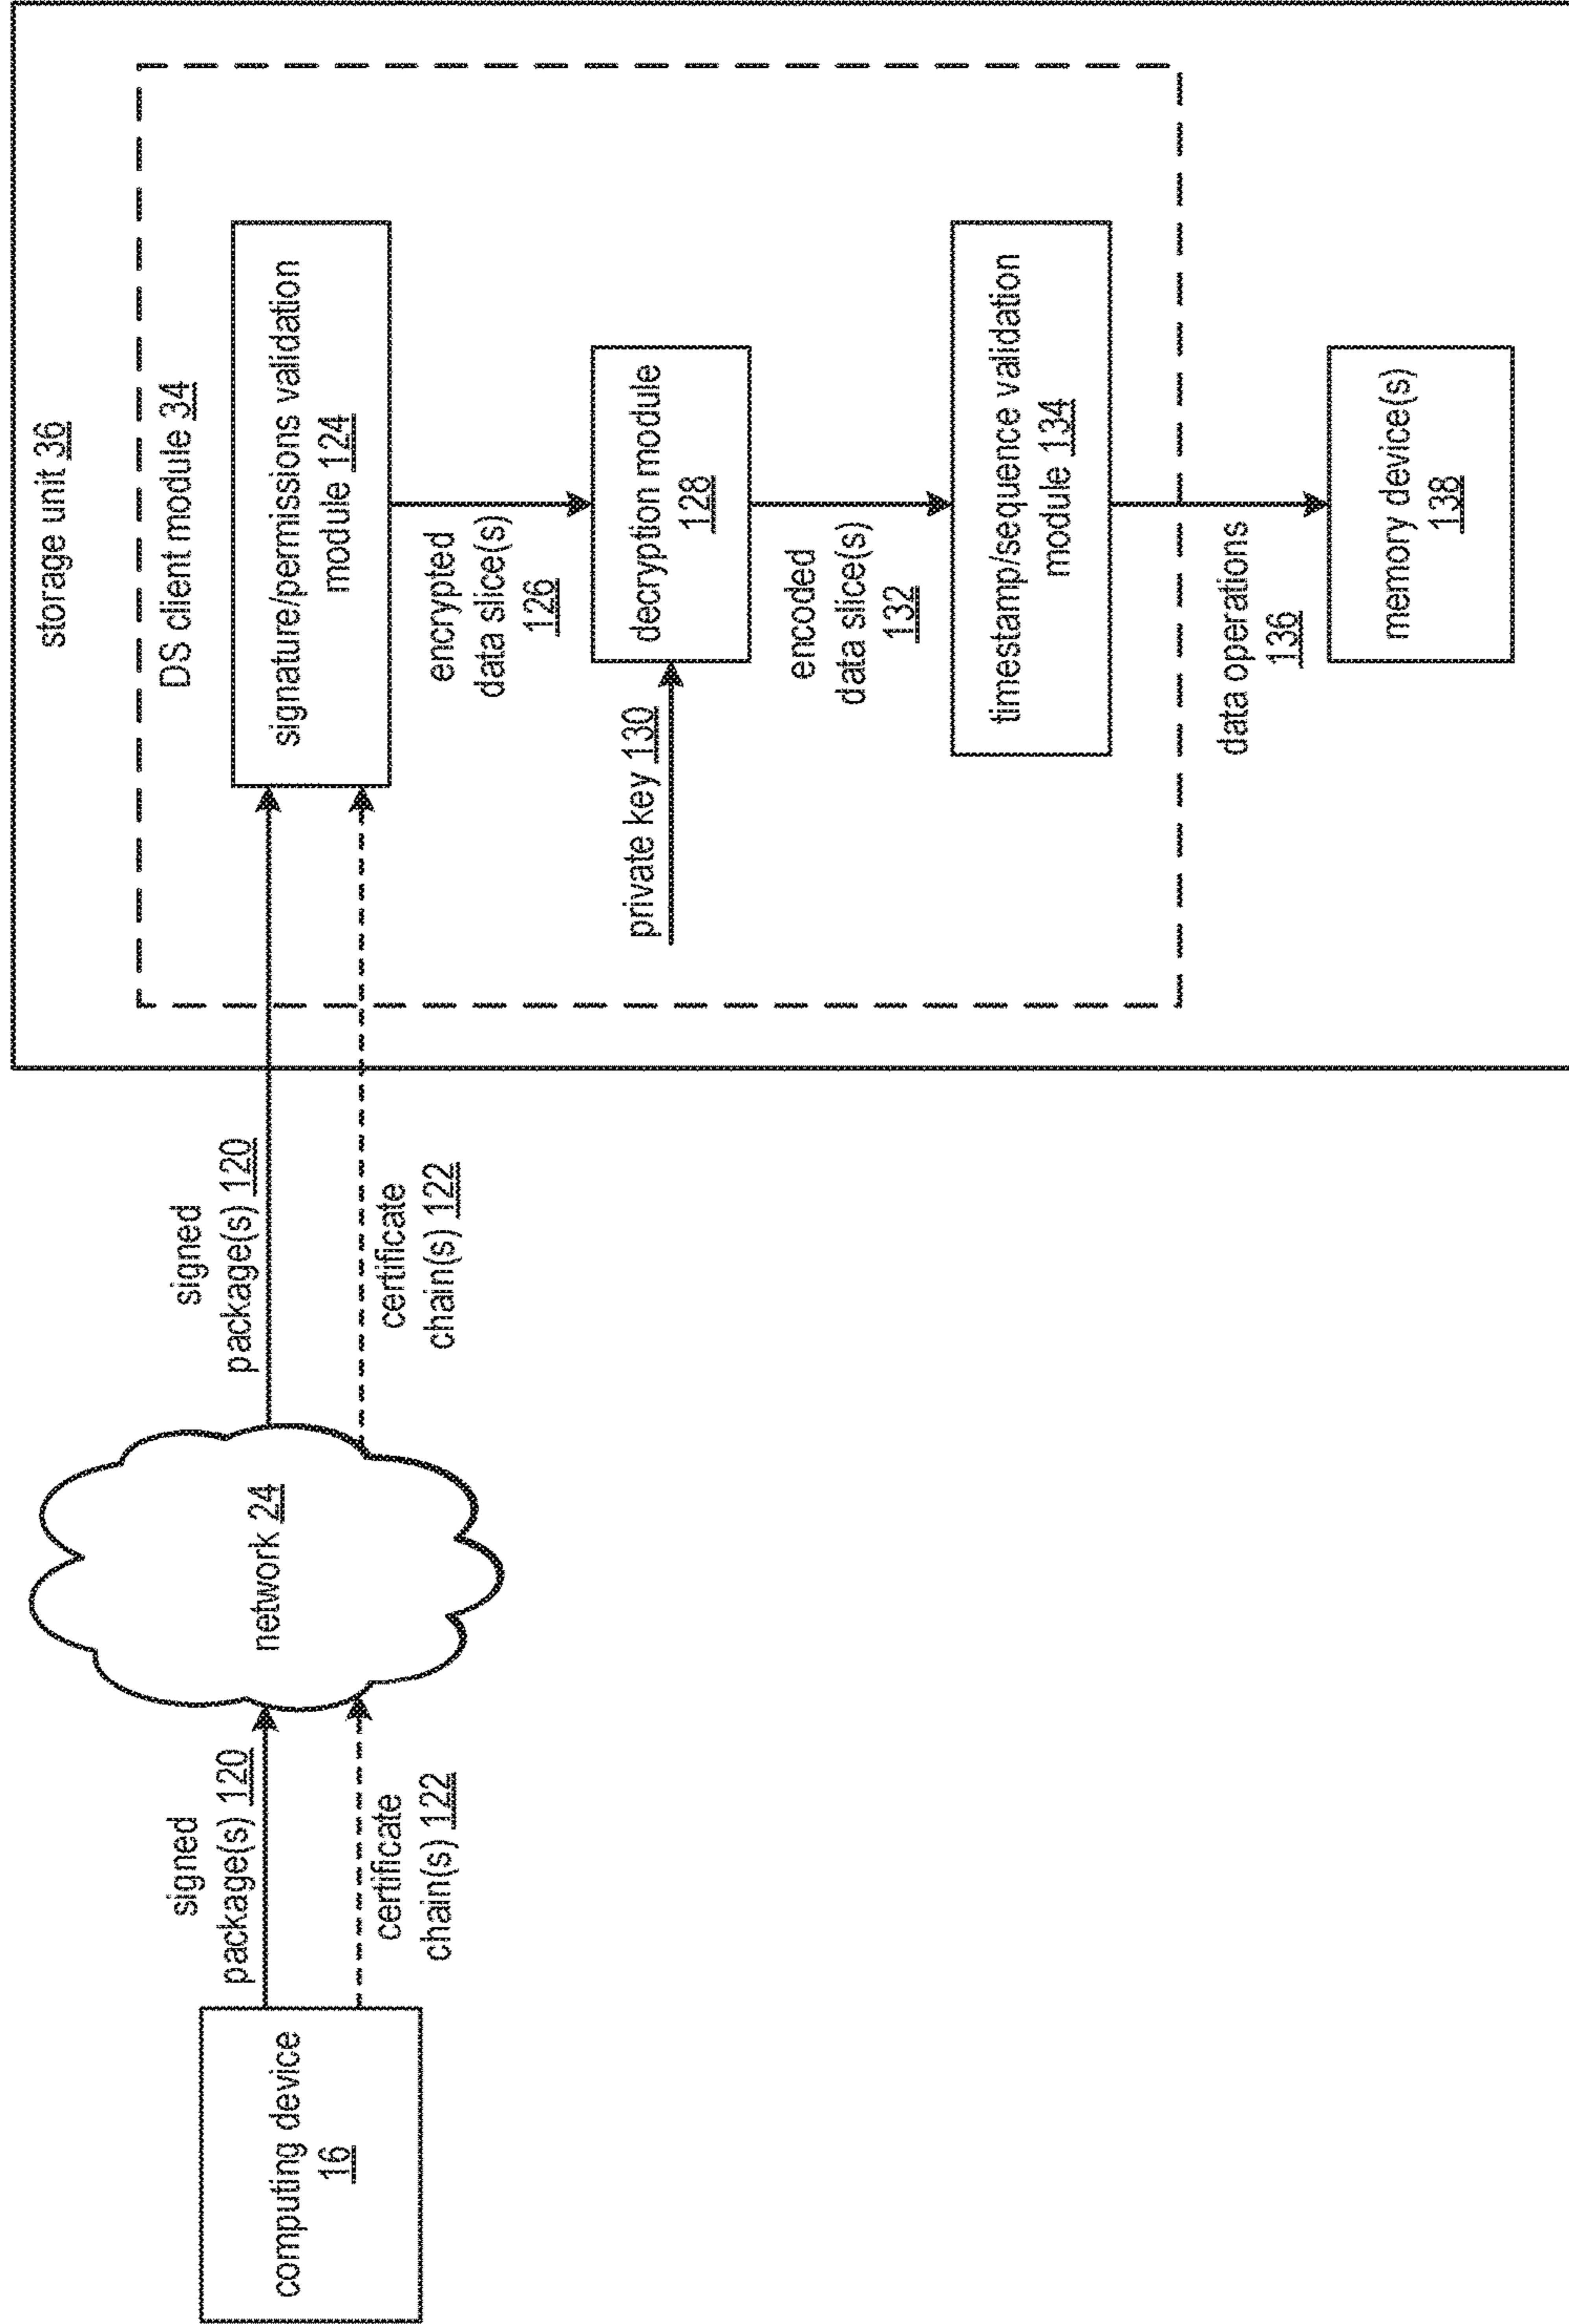 computing device
16
signed
package(s) 120
certificate
chain(s) 122
network 24
signed
package(s) 120
certificate
chain(s) 122
storage unit 36
DS client module 34
signature/permissions validation
module 124
encrypted
data slice(s)
126
private key 130
decryption module
128
encoded
data slice(s)
132
timestamp/sequence validation
module 134
data operations
136
memory device(s)
138